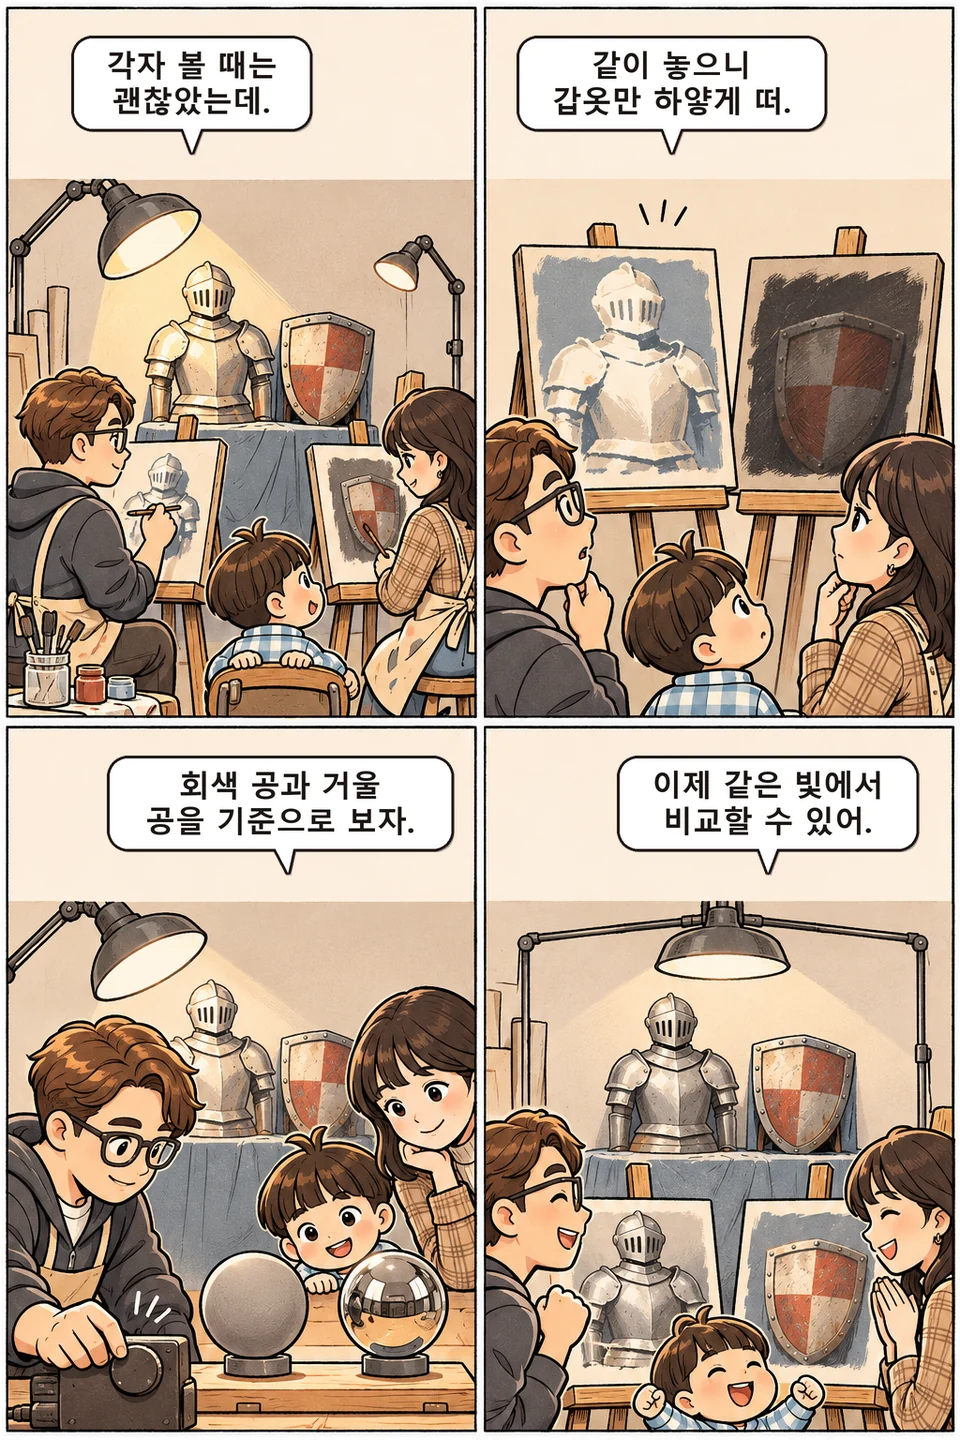 각자 볼 때는
괜찮았는데.
같이 놓으니
갑옷만 하얗게 떠.
회색 공과 거울
공을 기준으로 보자.
이제 같은 빛에서
비교할 수 있어.